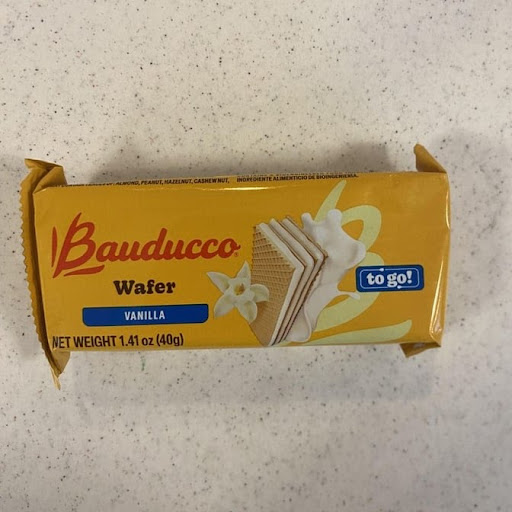 ALMOND, PEANUT, HAZELNUT, CASHEW NUT, INGREDIENTE ALIMENTICIO DE BIOINGENIERIA.
Bauducco
Wafer
VANILLA
to go!
NET WEIGHT 1.41 oz (40g)